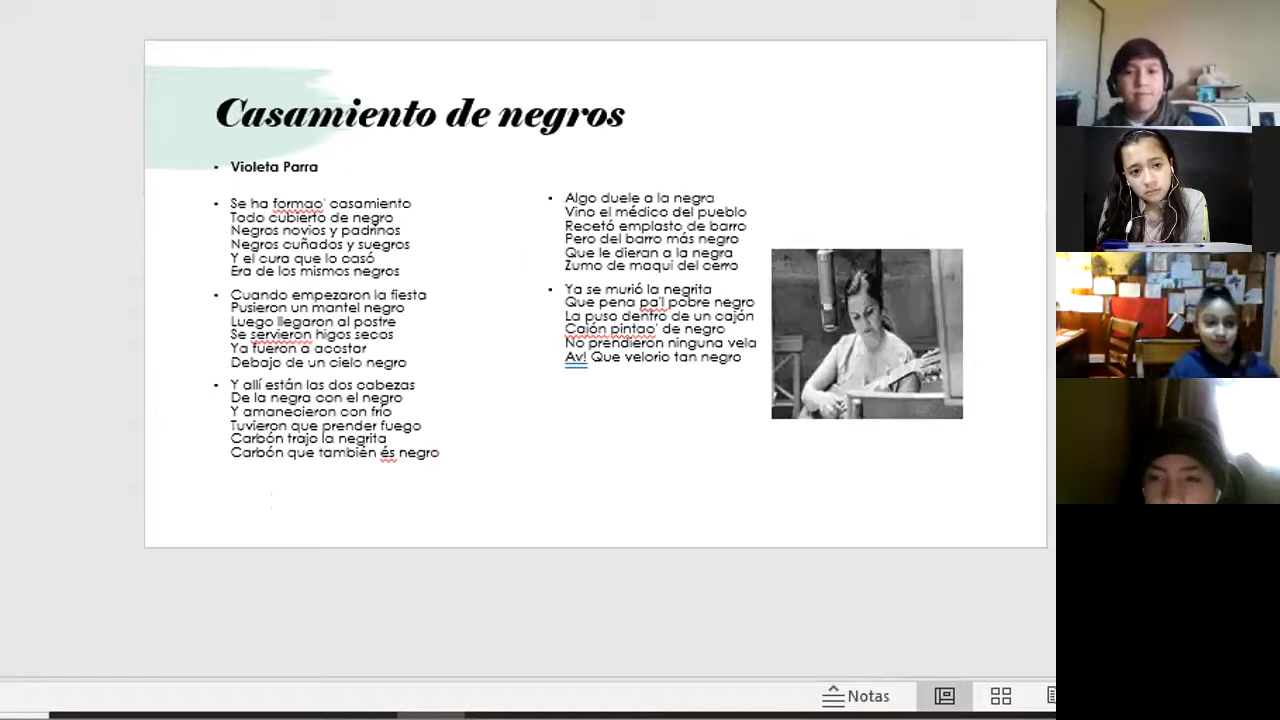 Casamiento de negros
Violeta Parra
Se ha formao' casamiento
Todo cubierto de negro
Negros novios y padrinos
Negros cuñados y suegros
Y el cura que lo casó
Era de los mismos negros
Cuando empezaron la fiesta
Pusieron un mantel negro
Luego llegaron al postre
Se servieron higos secos
Ya fueron a acostar
Debajo de un cielo negro
Y allí están las dos cabezas
De la negra con el negro
Y amanecieron con frío
Tuvieron que prender fuego
Carbón trajo la negrita
Carbón que también és negro
Algo duele a la negra
Vino el médico del pueblo
Recetó emplasto de barro
Pero del barro más negro
Que le dieran a la negra
Zumo de maqui del cerro
Ya se murió la negrita
Que pena pa'l pobre negro
La puso dentro de un cajón
Cajón pintao' de negro
No prendieron ninguna vela
Ay! Que velorio tan negro
Notas